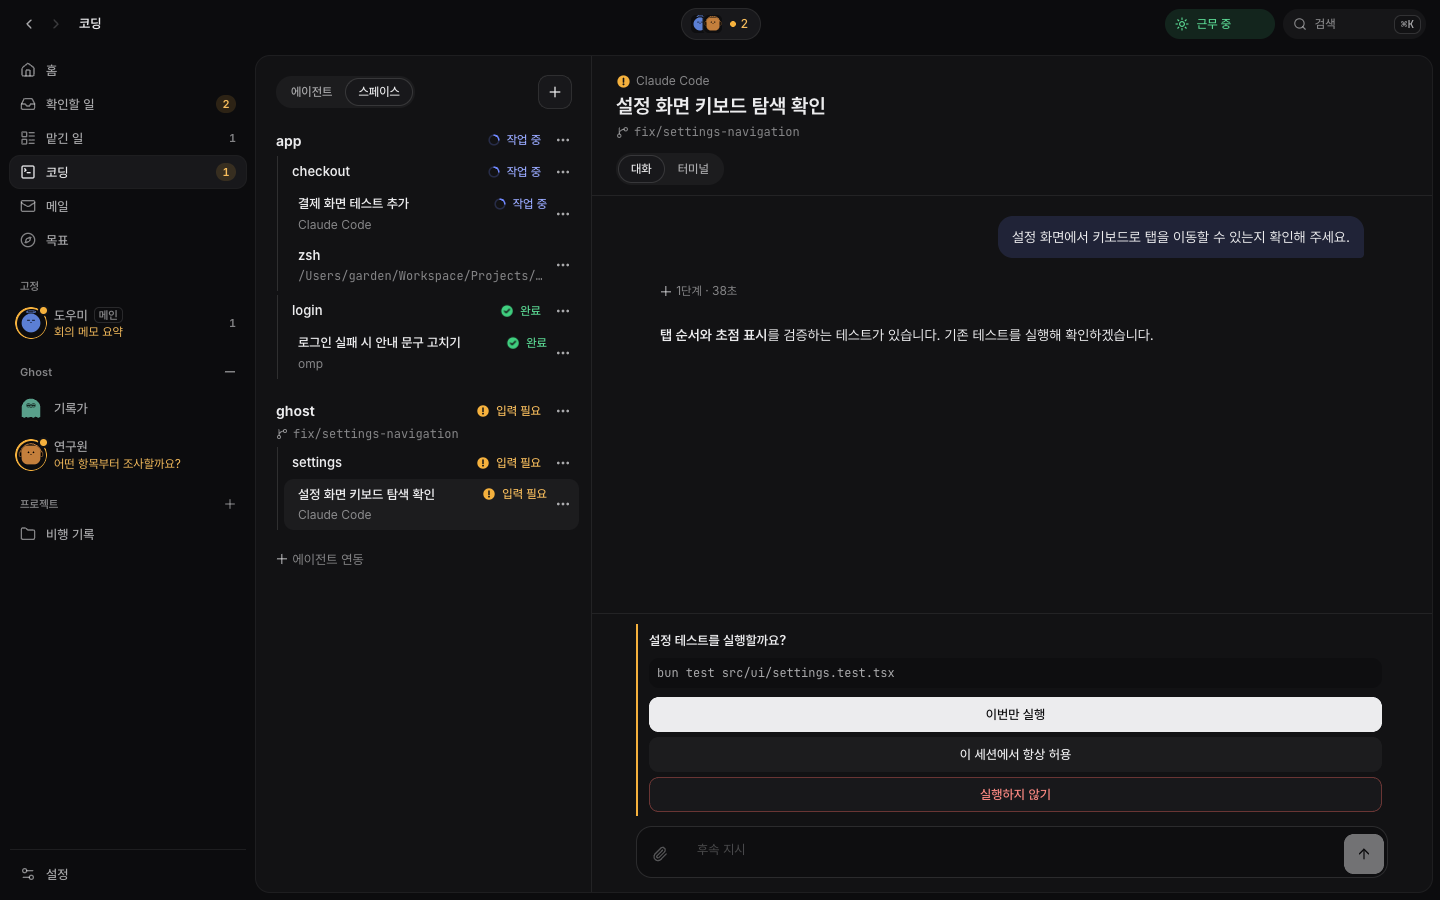 코딩
2
근무 중
검색
⌘K
홈
확인할 일
2
맡긴 일
1
코딩
1
메일
목표
고정
도우미
메인
회의 메모 요약
1
Ghost
기록가
연구원
어떤 항목부터 조사할까요?
프로젝트
비행 기록
설정
에이전트
스페이스
app
작업 중
checkout
작업 중
결제 화면 테스트 추가
작업 중
Claude Code
zsh
/Users/garden/Workspace/Projects/…
login
완료
로그인 실패 시 안내 문구 고치기
완료
omp
ghost
입력 필요
fix/settings-navigation
settings
입력 필요
설정 화면 키보드 탐색 확인
입력 필요
Claude Code
에이전트 연동
Claude Code
설정 화면 키보드 탐색 확인
fix/settings-navigation
대화
터미널
설정 화면에서 키보드로 탭을 이동할 수 있는지 확인해 주세요.
1단계 · 38초
탭 순서와 초점 표시를 검증하는 테스트가 있습니다. 기존 테스트를 실행해 확인하겠습니다.
설정 테스트를 실행할까요?
bun test src/ui/settings.test.tsx
이번만 실행
이 세션에서 항상 허용
실행하지 않기
후속 지시